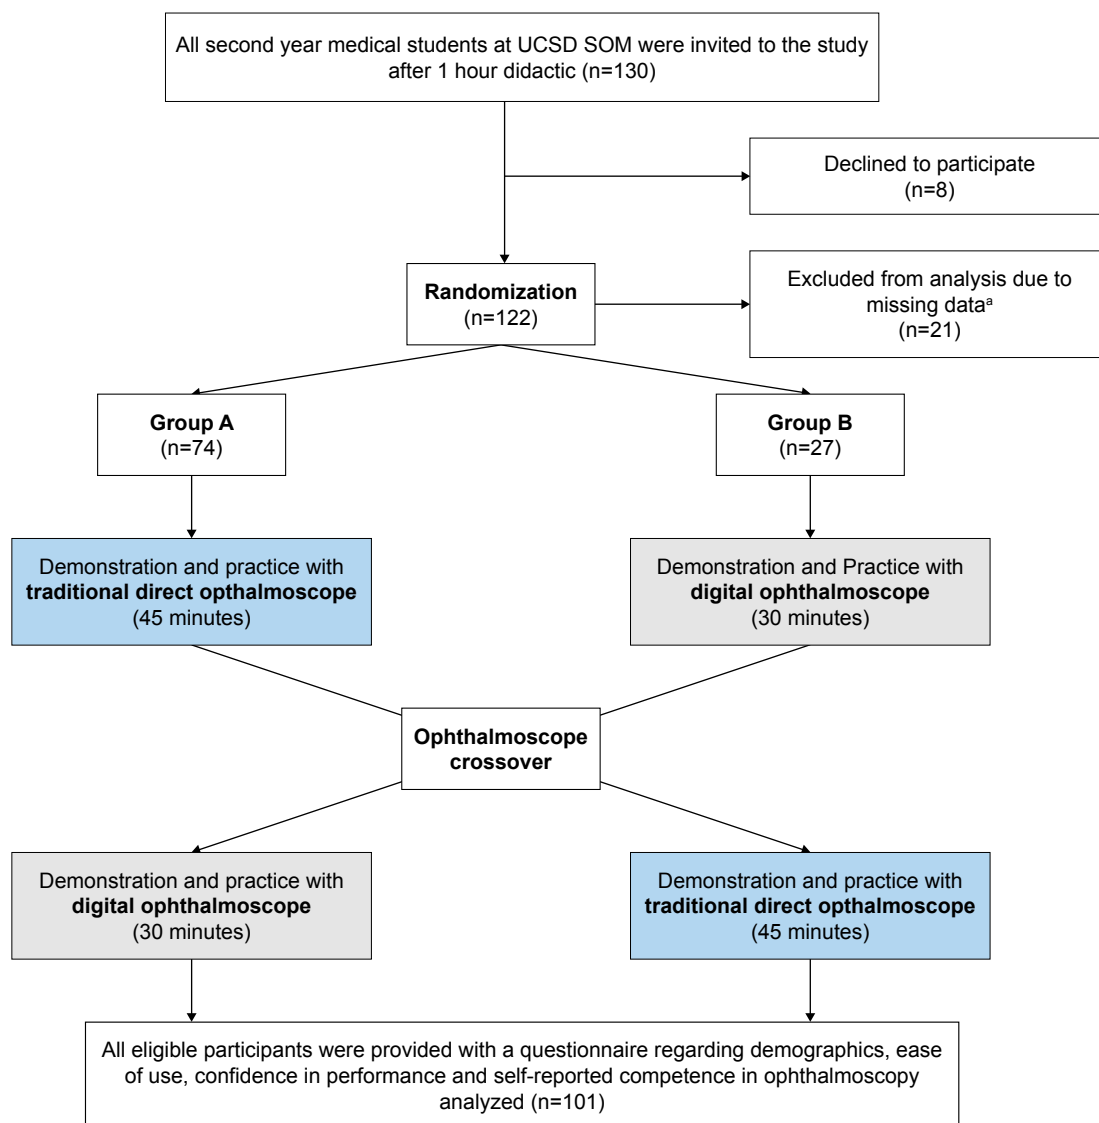 All second year medical students at UCSD SOM were invited to the study
after 1 hour didactic (n=130)
Declined to participate
(n=8)
Randomization
(n=122)
Excluded from analysis due to
missing dataᵃ
(n=21)
Group A
(n=74)
Group B
(n=27)
Demonstration and practice with
traditional direct opthalmoscope
(45 minutes)
Demonstration and Practice with
digital ophthalmoscope
(30 minutes)
Ophthalmoscope
crossover
Demonstration and practice with
digital ophthalmoscope
(30 minutes)
Demonstration and practice with
traditional direct opthalmoscope
(45 minutes)
All eligible participants were provided with a questionnaire regarding demographics, ease
of use, confidence in performance and self-reported competence in ophthalmoscopy
analyzed (n=101)